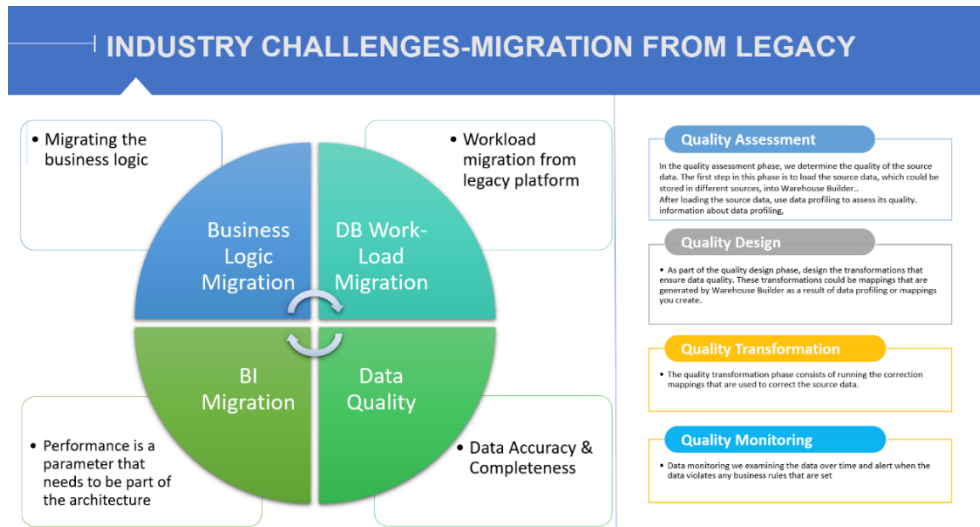 INDUSTRY CHALLENGES-MIGRATION FROM LEGACY
• Migrating the
business logic
• Workload
migration from
legacy platform
Business
Logic
Migration
DB Work-
Load
Migration
BI
Migration
Data
Quality
• Performance is a
parameter that
needs to be part
of the architecture
• Data Accuracy &
Completeness
Quality Assessment
In the quality assessment phase, we determine the quality of the source
data. The first step in this phase is to load the source data, which could be
stored in different sources, into Warehouse Builder..
After loading the source data, use data profiling to assess its quality.
information about data profiling,
Quality Design
• As part of the quality design phase, design the transformations that
ensure data quality. These transformations could be mappings that are
generated by Warehouse Builder as a result of data profiling or mappings
you create.
Quality Transformation
• The quality transformation phase consists of running the correction
mappings that are used to correct the source data.
Quality Monitoring
• Data monitoring we examining the data over time and alert when the
data violates any business rules that are set